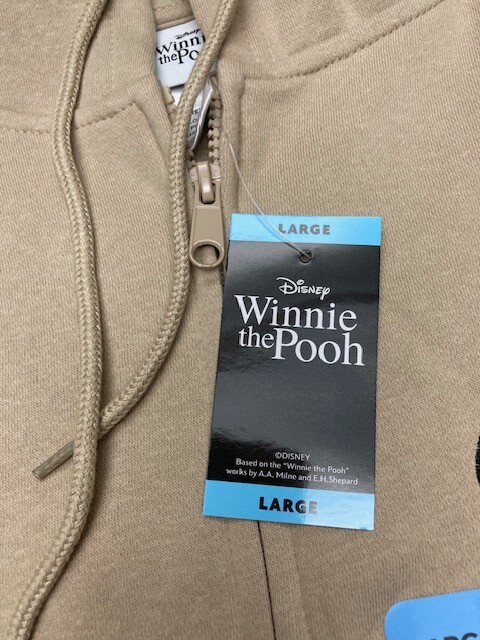 Disney
Winnie
the Pooh
LARGE
Disney
Winnie
the Pooh
©DISNEY
Based on the "Winnie the Pooh"
works by A.A. Milne and E.H.Shepard
LARGE